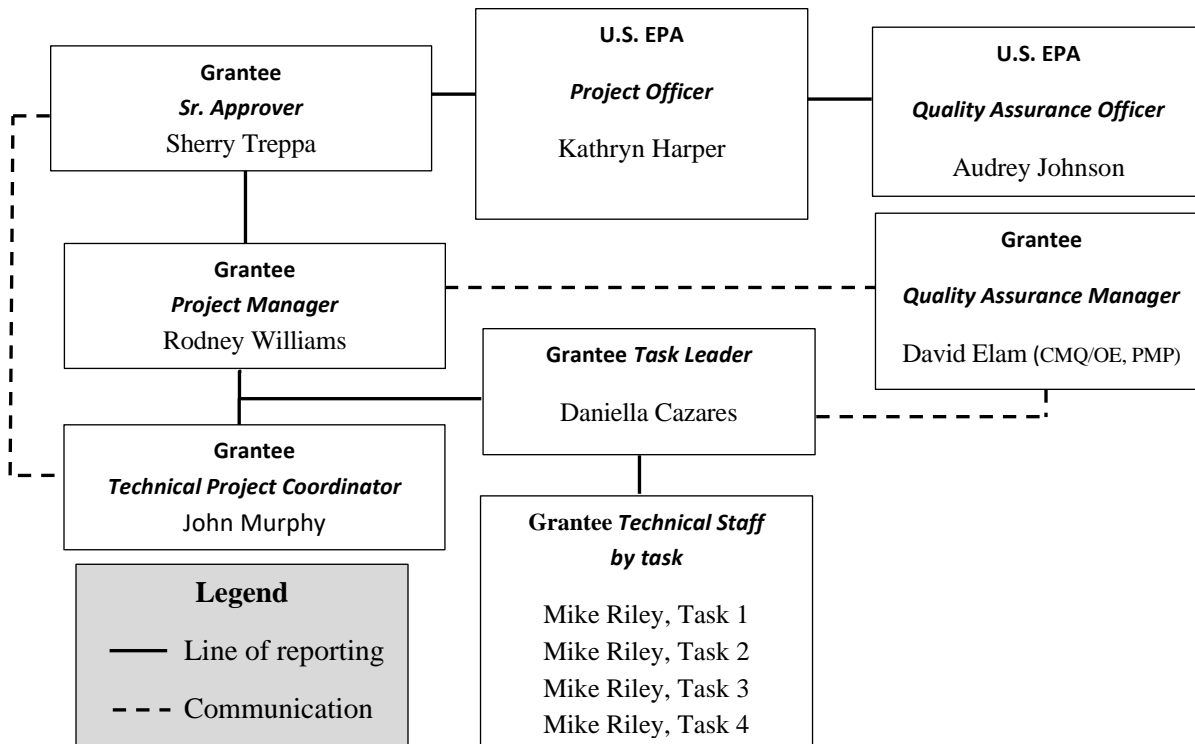 Grantee
Sr. Approver
Sherry Treppa
U.S. EPA
Project Officer
Kathryn Harper
U.S. EPA
Quality Assurance Officer
Audrey Johnson
Grantee
Project Manager
Rodney Williams
Grantee
Quality Assurance Manager
David Elam (CMQ/OE, PMP)
Grantee Task Leader
Daniella Cazares
Grantee
Technical Project Coordinator
John Murphy
Grantee Technical Staff
by task
Mike Riley, Task 1
Mike Riley, Task 2
Mike Riley, Task 3
Mike Riley, Task 4
Legend
Line of reporting
Communication